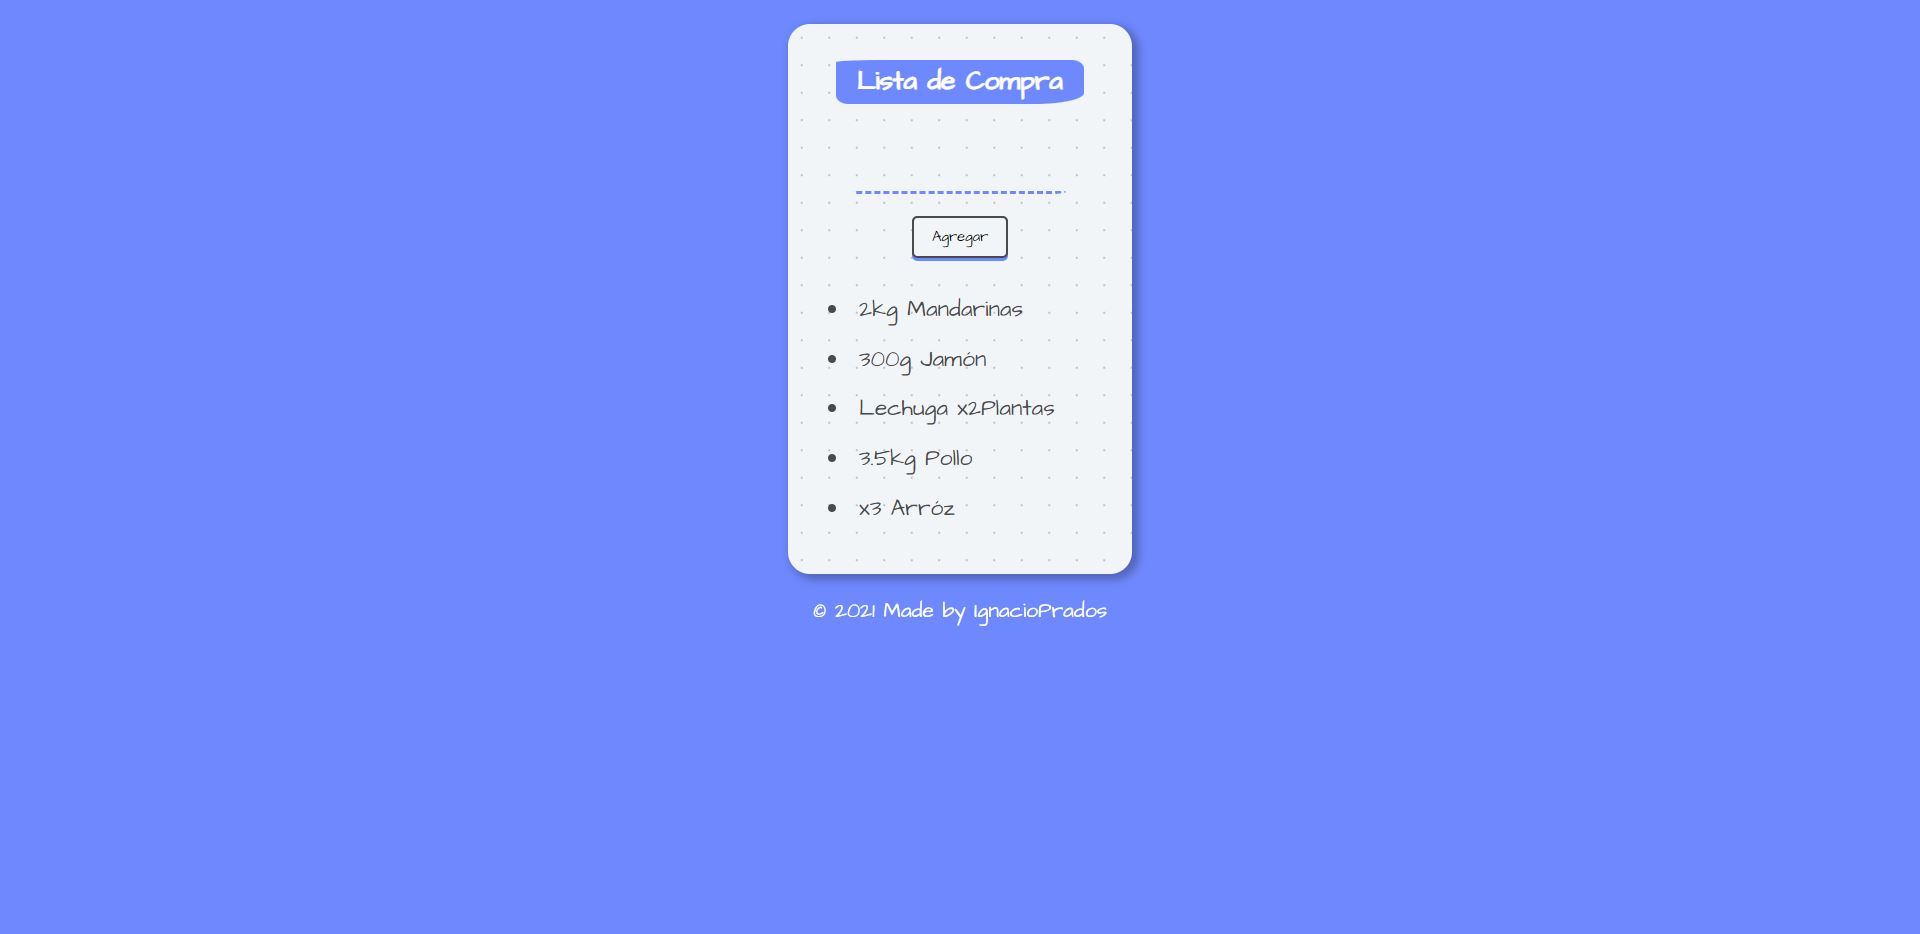 Lista de Compra
Agregar
2kg Mandarinas
300g Jamón
Lechuga x2Plantas
3.5kg Pollo
x3 Arróz
© 2021 Made by IgnacioPrados